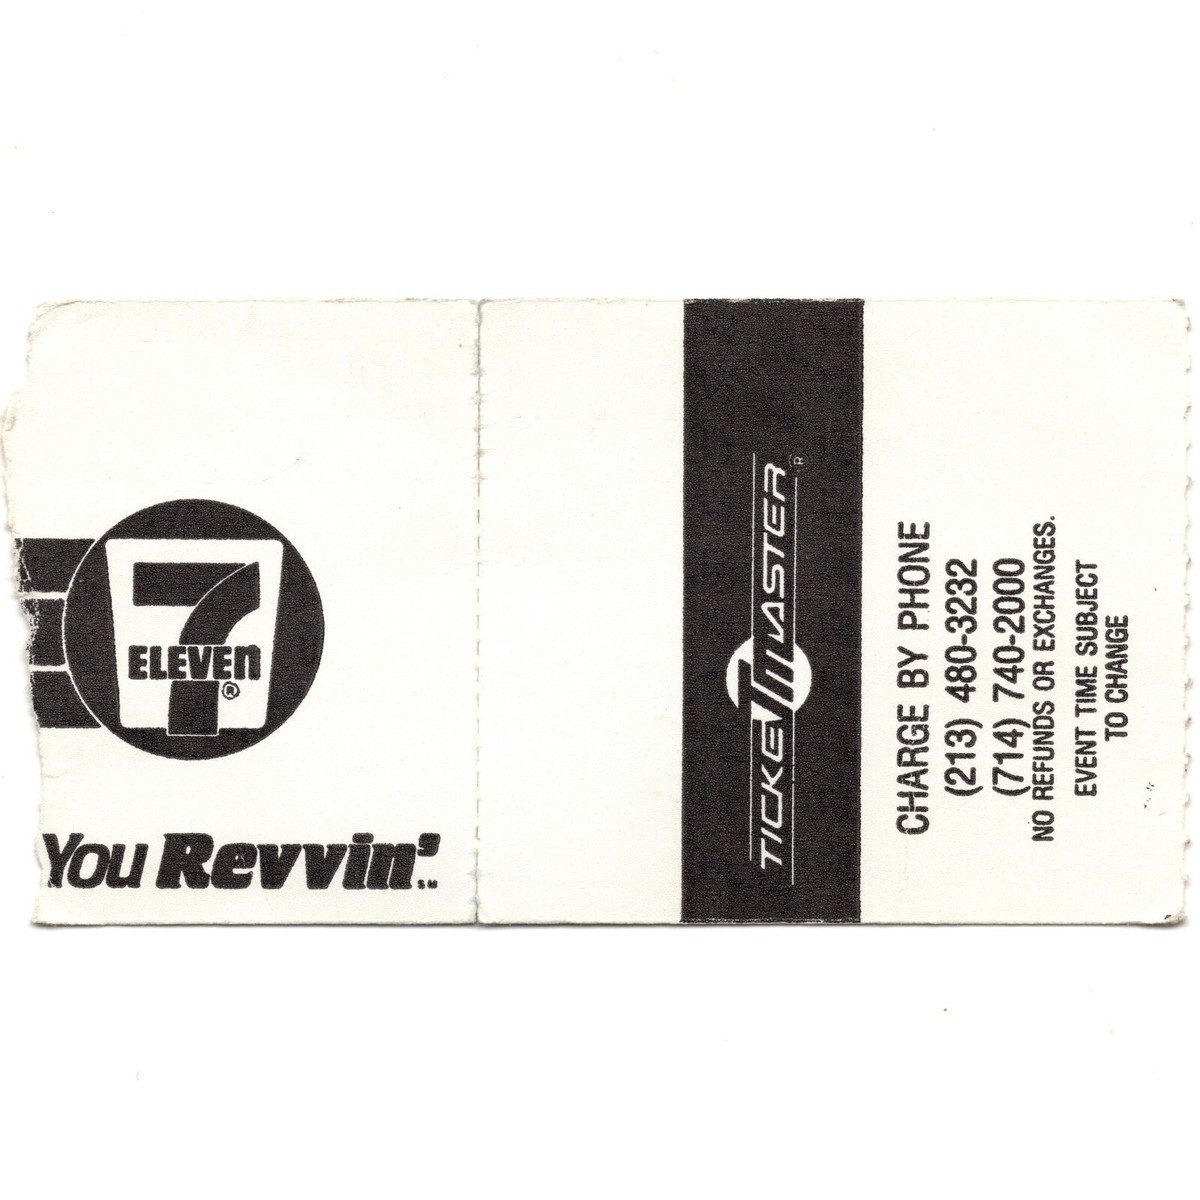 7
ELEVEN
®
You Revvin' SM
TICKETMASTER ®
CHARGE BY PHONE
(213) 480-3232
(714) 740-2000
NO REFUNDS OR EXCHANGES.
EVENT TIME SUBJECT
TO CHANGE